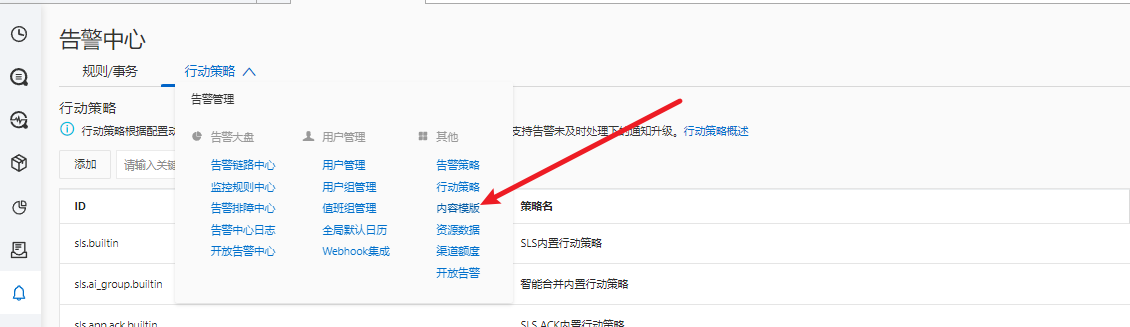 告警中心
规则/事务
行动策略
告警管理
行动策略
行动策略根据配置动
支持告警未及时处理下的通知升级。行动策略概述
告警大盘
用户管理
其他
添加
请输入关键
告警链路中心
用户管理
告警策略
监控规则中心
用户组管理
行动策略
告警排障中心
值班组管理
内容模版
告警中心日志
全局默认日历
资源数据
开放告警中心
Webhook集成
渠道额度
开放告警
ID
策略名
sls.builtin
SLS内置行动策略
sls.ai_group.builtin
智能合并内置行动策略
sls.app.ack.builtin
SLS ACK内置行动策略